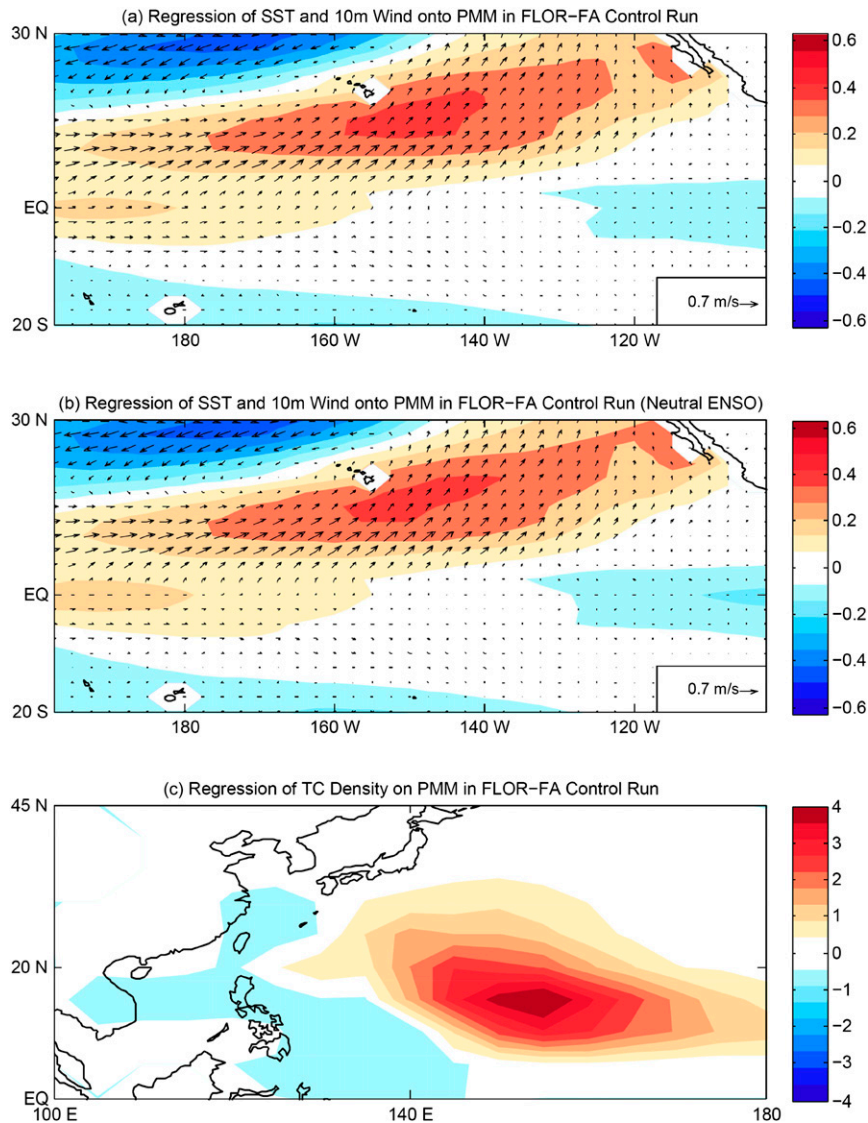 (a) Regression of SST and 10m Wind onto PMM in FLOR−FA Control Run
30 N
EQ
20 S
180
160 W
140 W
120 W
0.7 m/s
0.6
0.4
0.2
0
−0.2
−0.4
−0.6
(b) Regression of SST and 10m Wind onto PMM in FLOR−FA Control Run (Neutral ENSO)
30 N
EQ
20 S
180
160 W
140 W
120 W
0.7 m/s
0.6
0.4
0.2
0
−0.2
−0.4
−0.6
(c) Regression of TC Density on PMM in FLOR−FA Control Run
45 N
20 N
EQ
100 E
140 E
180
4
3
2
1
0
−1
−2
−3
−4